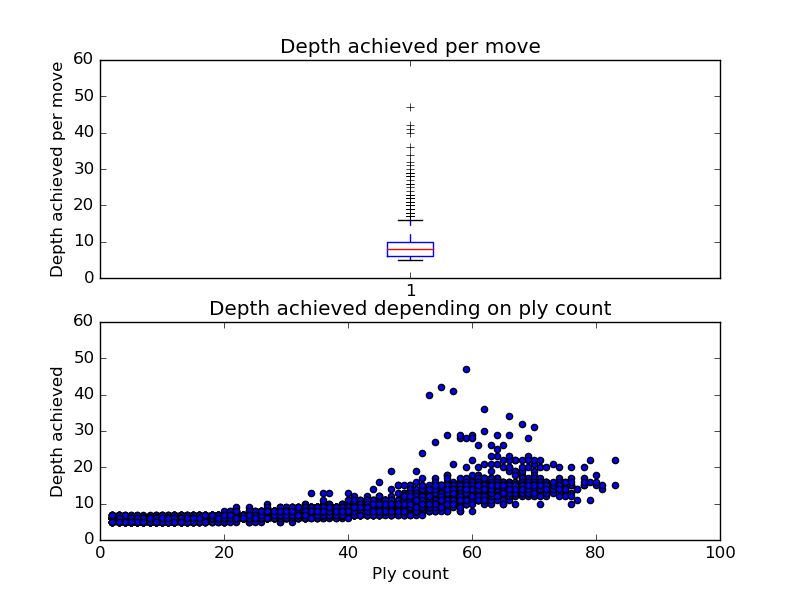 Depth achieved per move
60
50
40
30
20
10
0
Depth achieved per move
1
Depth achieved depending on ply count
60
50
40
30
20
10
0
Depth achieved
0 20 40 60 80 100
Ply count